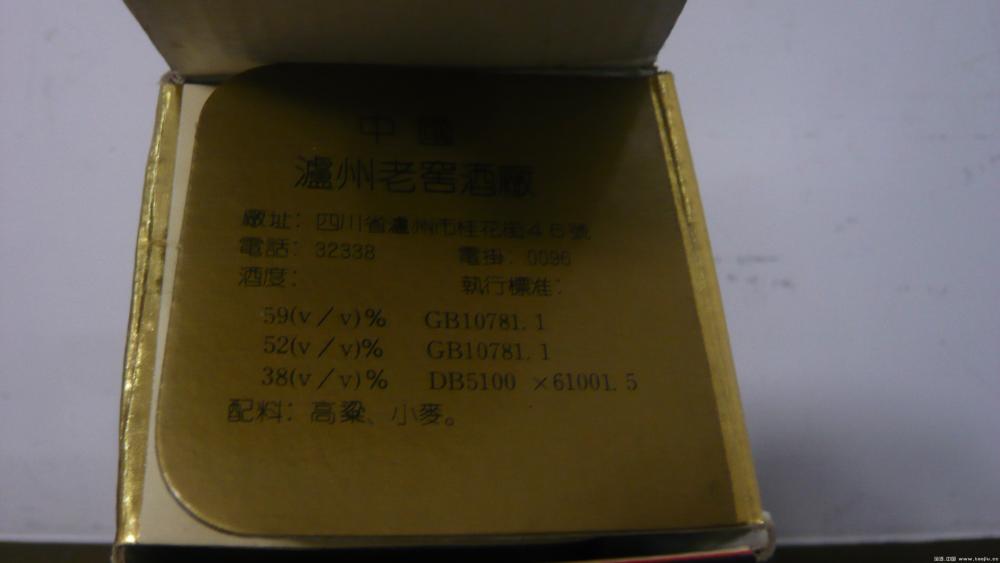 中國
瀘州老窖酒廠
廠址：四川省瀘州市桂花街46號
電話：32338 電掛：0096
酒度： 執行標准：
59(v／v)% GB10781.1
52(v／v)% GB10781.1
38(v／v)% DB5100 ×61001.5
配料：高粱、小麥。